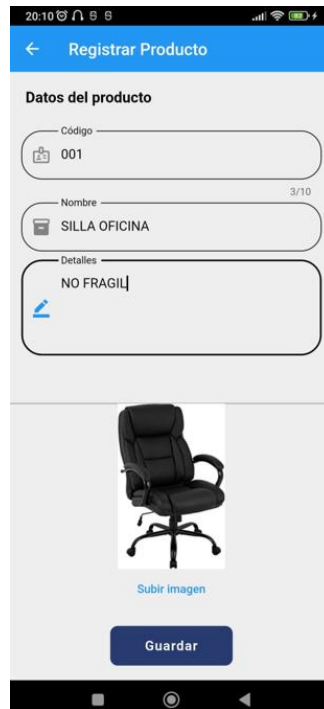 20:10
Registrar Producto
Datos del producto
Código
001
3/10
Nombre
SILLA OFICINA
Detalles
NO FRAGIL
Subir imagen
Guardar